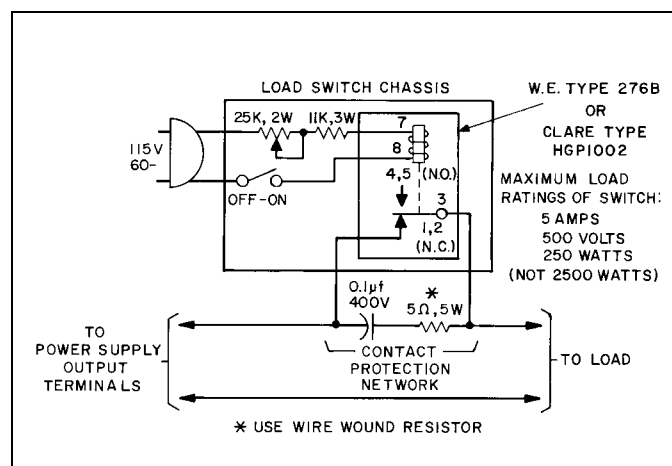 LOAD SWITCH CHASSIS
W.E. TYPE 276B
OR
CLARE TYPE
HGP1002
25K, 2W
11K, 3W
7
8
115V
60~
OFF-ON
4,5
(N.O.)
3
1,2
(N.C.)
MAXIMUM LOAD
RATINGS OF SWITCH:
5 AMPS
500 VOLTS
250 WATTS
(NOT 2500 WATTS)
0.1µf
400V
*
5Ω, 5W
TO
POWER SUPPLY
OUTPUT
TERMINALS
CONTACT
PROTECTION
NETWORK
TO LOAD
* USE WIRE WOUND RESISTOR